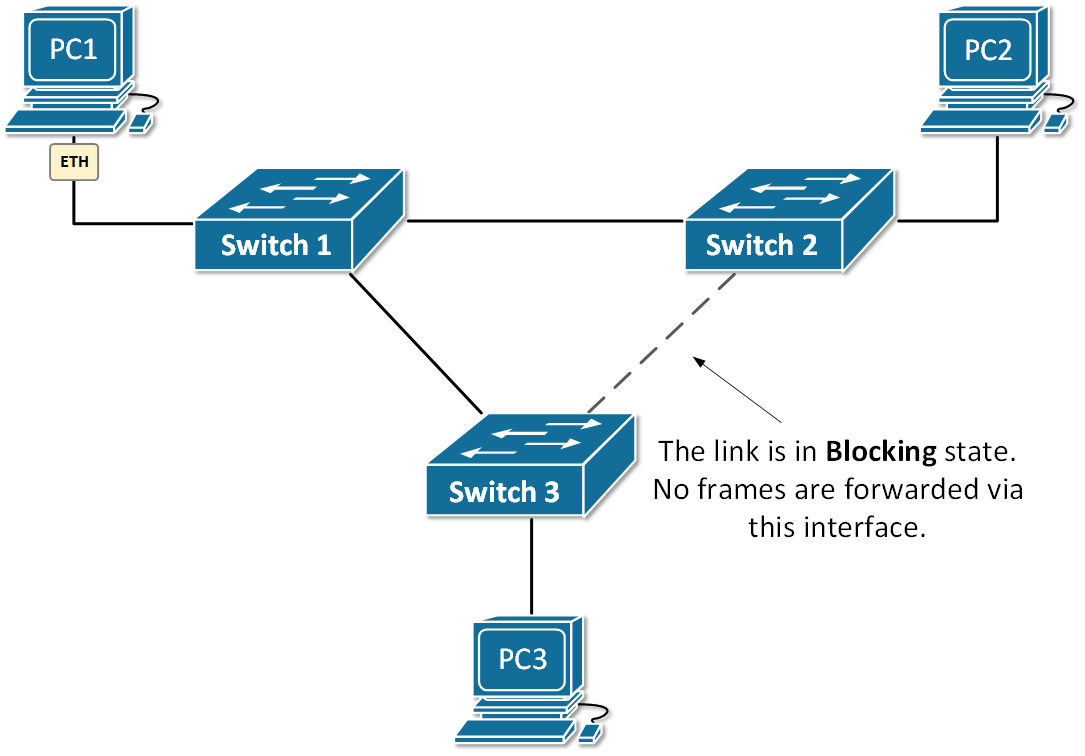 PC1
PC2
ETH
Switch 1
Switch 2
The link is in Blocking state.
No frames are forwarded via
this interface.
Switch 3
PC3